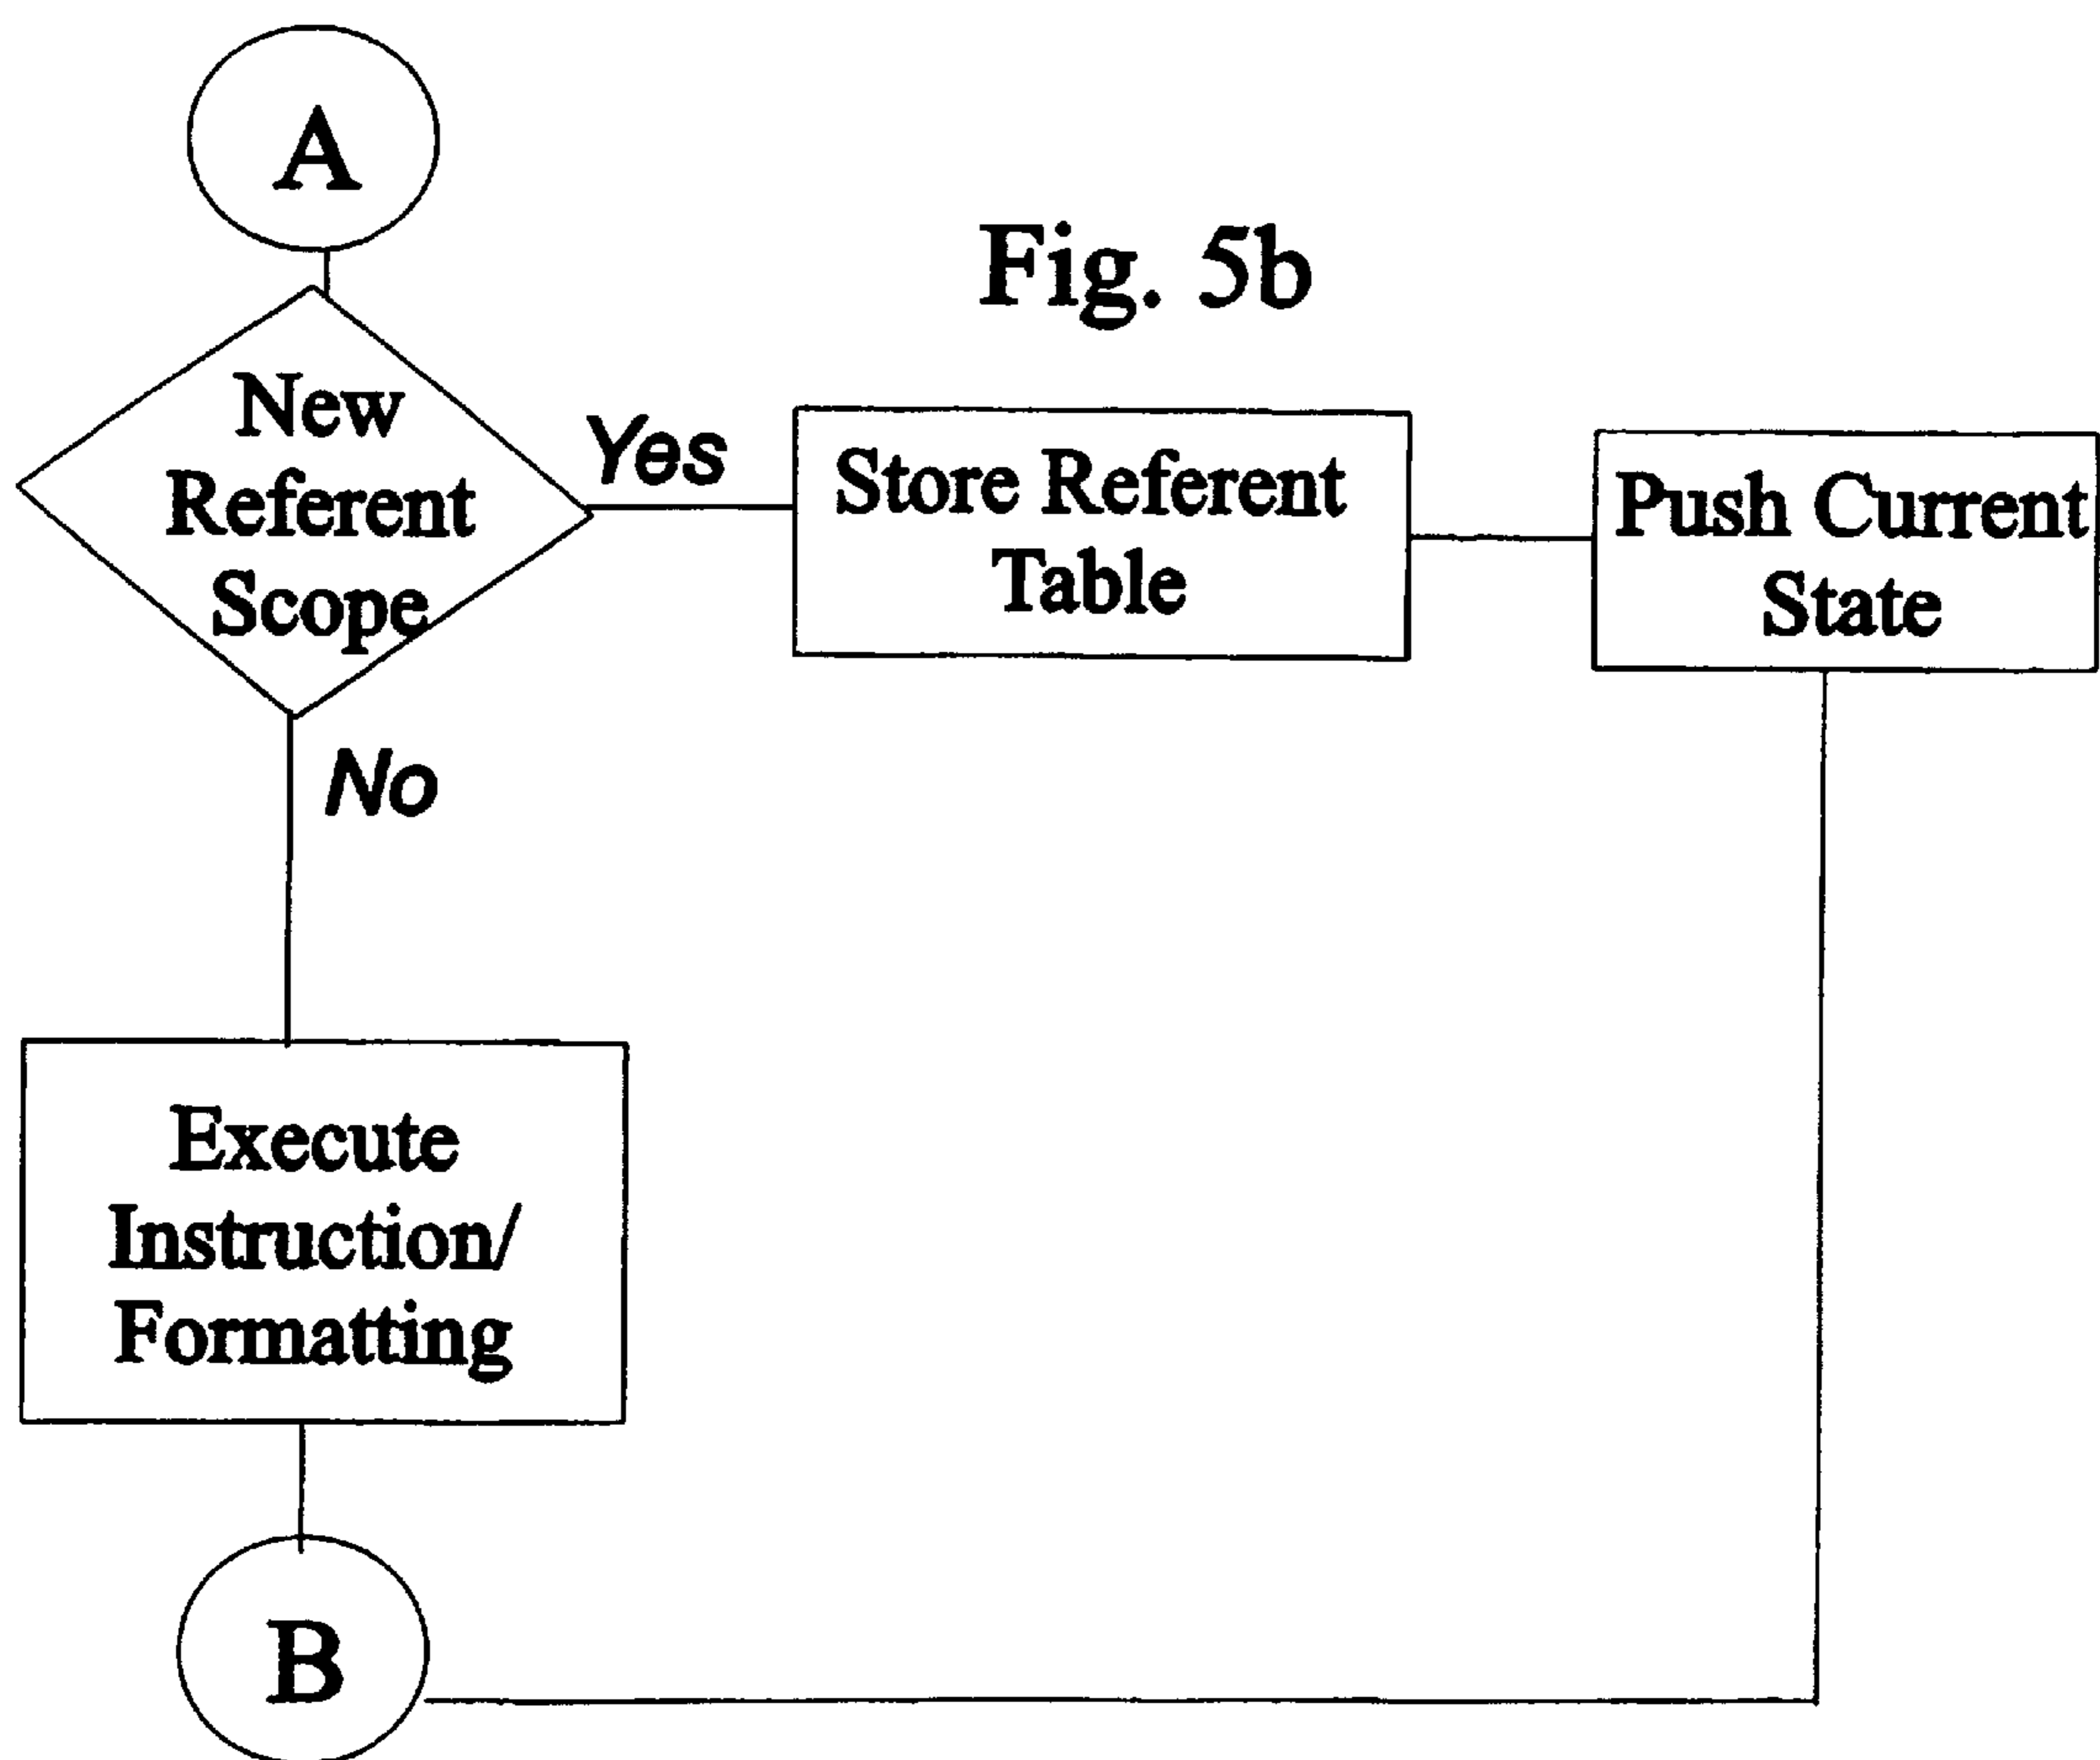 A
Fig. 5b
New
Referent
Scope
Yes
Store Referent
Table
Push Current
State
No
Execute
Instruction/
Formatting
B